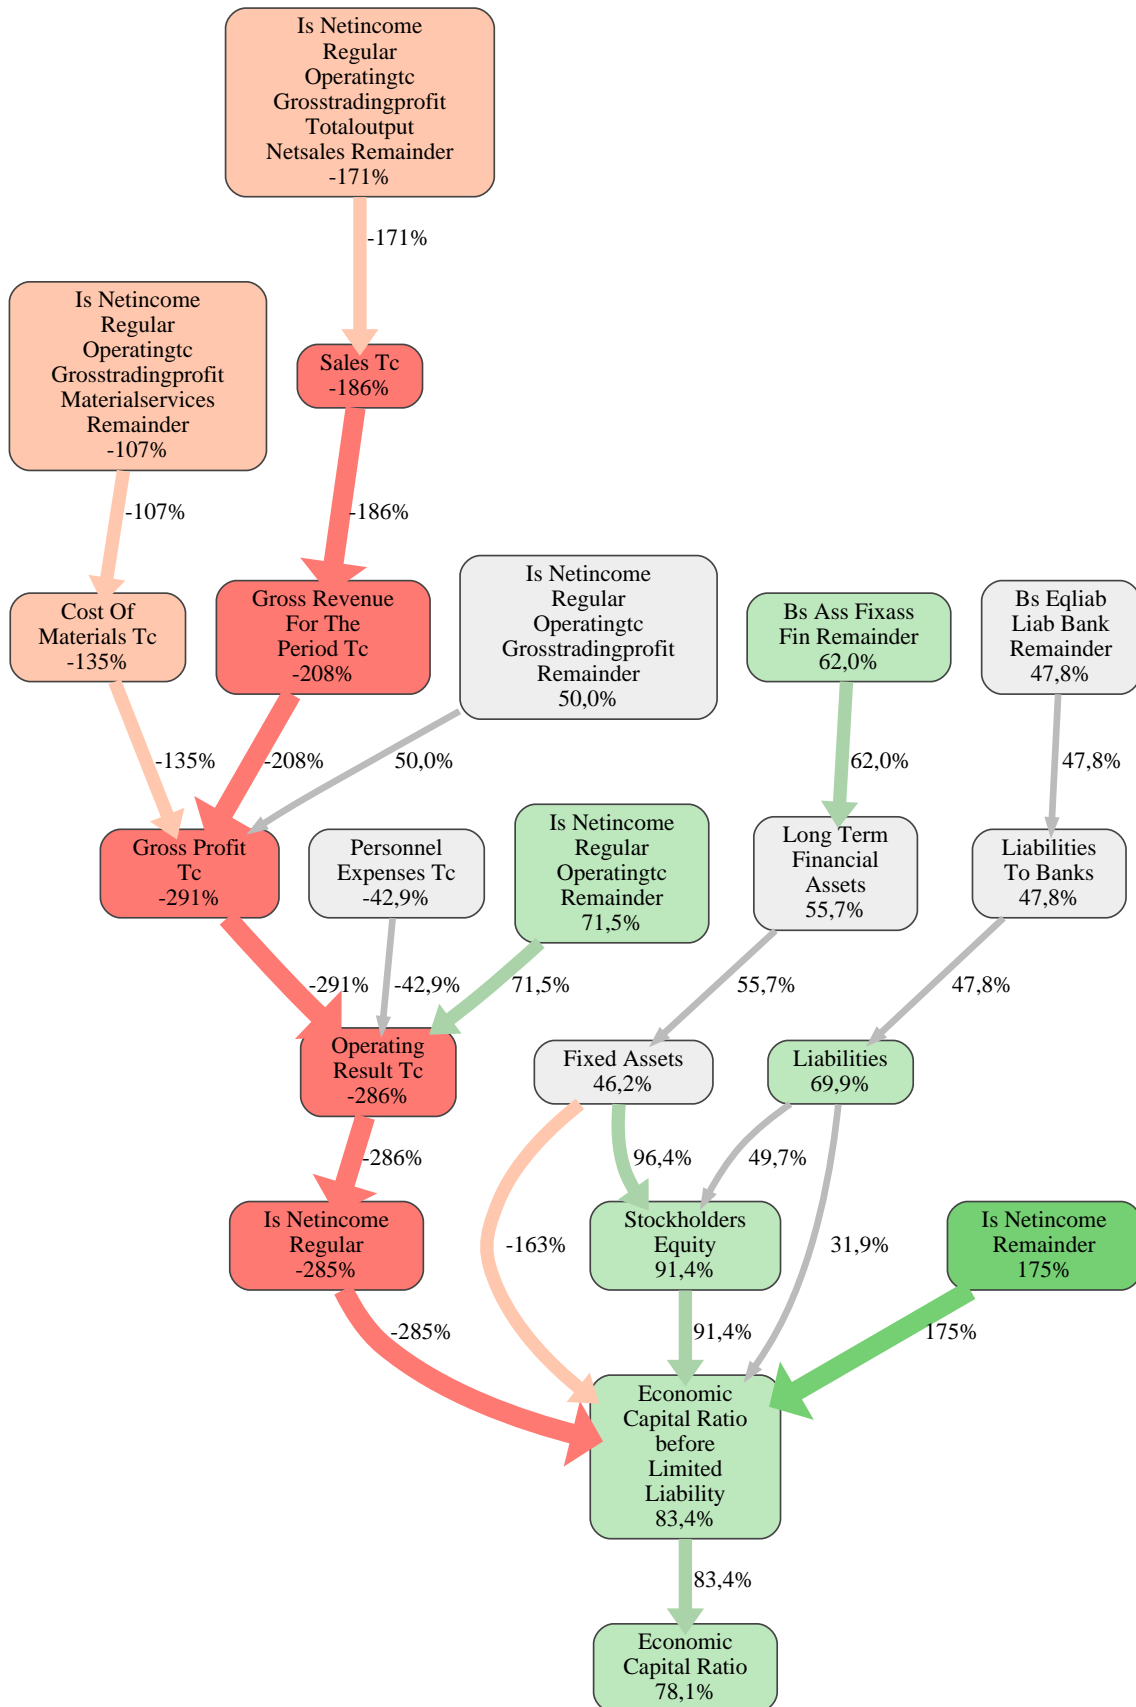 Is Netincome
Regular
Operatingtc
Grosstradingprofit
Totaloutput
Netsales Remainder
-171%
-171%
Is Netincome
Regular
Operatingtc
Grosstradingprofit
Materialservices
Remainder
-107%
Sales Tc
-186%
-107%
-186%
Cost Of
Materials Tc
-135%
Gross Revenue
For The
Period Tc
-208%
Is Netincome
Regular
Operatingtc
Grosstradingprofit
Remainder
50,0%
Bs Ass Fixass
Fin Remainder
62,0%
Bs Eqliab
Liab Bank
Remainder
47,8%
-135%
-208%
50,0%
62,0%
47,8%
Gross Profit
Tc
-291%
Personnel
Expenses Tc
-42,9%
Is Netincome
Regular
Operatingtc
Remainder
71,5%
Long Term
Financial
Assets
55,7%
Liabilities
To Banks
47,8%
-291%
-42,9%
71,5%
55,7%
47,8%
Operating
Result Tc
-286%
Fixed Assets
46,2%
Liabilities
69,9%
-286%
96,4%
49,7%
Is Netincome
Regular
-285%
-163%
Stockholders
Equity
91,4%
31,9%
Is Netincome
Remainder
175%
-285%
91,4%
175%
Economic
Capital Ratio
before
Limited
Liability
83,4%
83,4%
Economic
Capital Ratio
78,1%